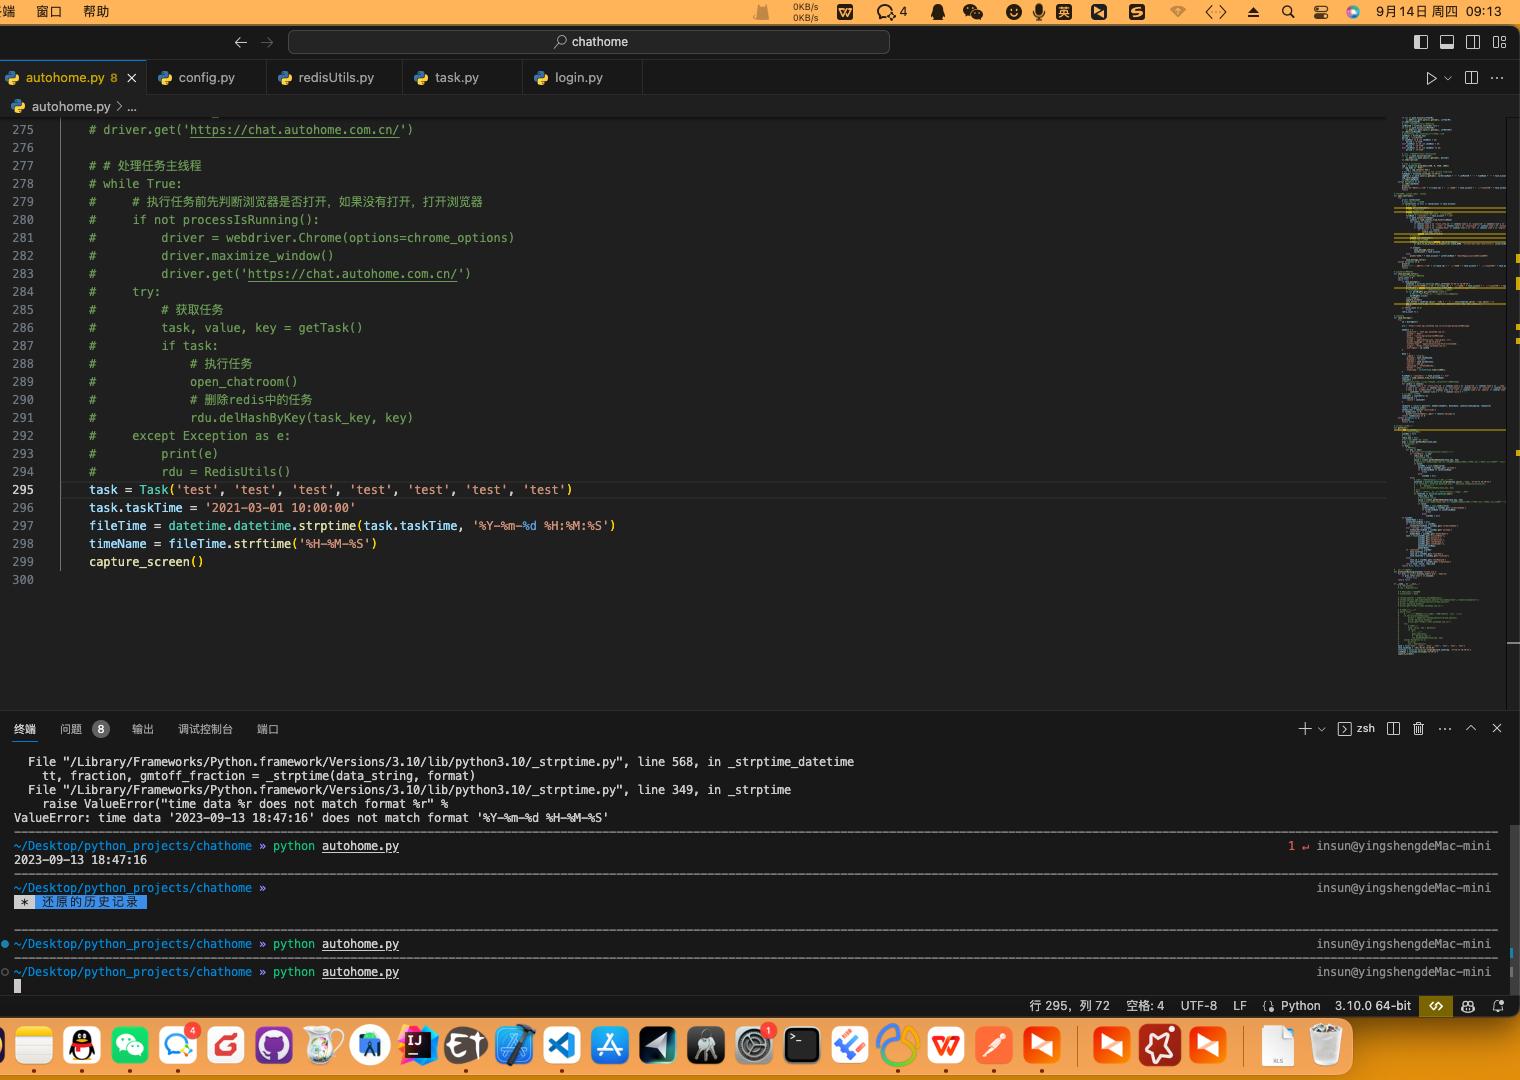 终端 窗口 帮助 0KB/s 4 英 9月14日 周四 09:13
0KB/s
chathome
autohome.py 8 config.py redisUtils.py task.py login.py
autohome.py > ...
275 # driver.get('https://chat.autohome.com.cn/')
276
277 # # 处理任务主线程
278 # while True:
279 # # 执行任务前先判断浏览器是否打开，如果没有打开，打开浏览器
280 # if not processIsRunning():
281 # driver = webdriver.Chrome(options=chrome_options)
282 # driver.maximize_window()
283 # driver.get('https://chat.autohome.com.cn/')
284 # try:
285 # # 获取任务
286 # task, value, key = getTask()
287 # if task:
288 # # 执行任务
289 # open_chatroom()
290 # # 删除redis中的任务
291 # rdu.delHashByKey(task_key, key)
292 # except Exception as e:
293 # print(e)
294 # rdu = RedisUtils()
295 task = Task('test', 'test', 'test', 'test', 'test', 'test', 'test')
296 task.taskTime = '2021-03-01 10:00:00'
297 fileTime = datetime.datetime.strptime(task.taskTime, '%Y-%m-%d %H:%M:%S')
298 timeName = fileTime.strftime('%H-%M-%S')
299 capture_screen()
300
终端 问题 8 输出 调试控制台 端口 zsh
File "/Library/Frameworks/Python.framework/Versions/3.10/lib/python3.10/_strptime.py", line 568, in _strptime_datetime
tt, fraction, gmtoff_fraction = _strptime(data_string, format)
File "/Library/Frameworks/Python.framework/Versions/3.10/lib/python3.10/_strptime.py", line 349, in _strptime
raise ValueError("time data %r does not match format %r" %
ValueError: time data '2023-09-13 18:47:16' does not match format '%Y-%m-%d %H-%M-%S'
~/Desktop/python_projects/chathome » python autohome.py 1 ↵ insun@yingshengdeMac-mini
2023-09-13 18:47:16
~/Desktop/python_projects/chathome » insun@yingshengdeMac-mini
* 还原的历史记录
~/Desktop/python_projects/chathome » python autohome.py insun@yingshengdeMac-mini
~/Desktop/python_projects/chathome » python autohome.py insun@yingshengdeMac-mini
行 295，列 72 空格: 4 UTF-8 LF Python 3.10.0 64-bit
4 1
XLS